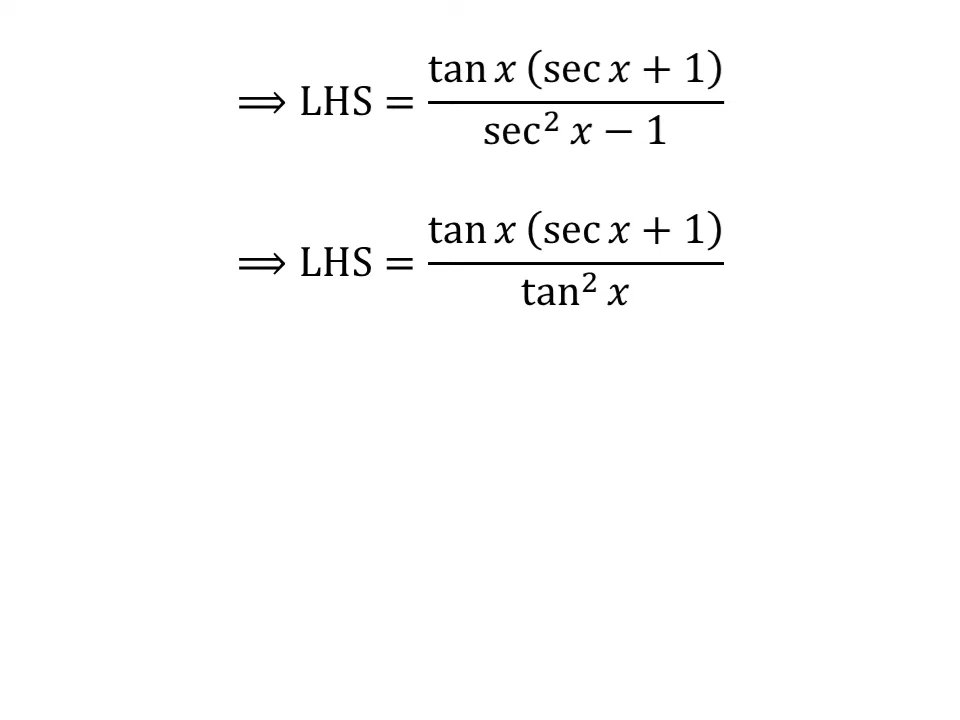 ⟹ LHS = tan x (sec x + 1) / sec² x − 1
⟹ LHS = tan x (sec x + 1) / tan² x